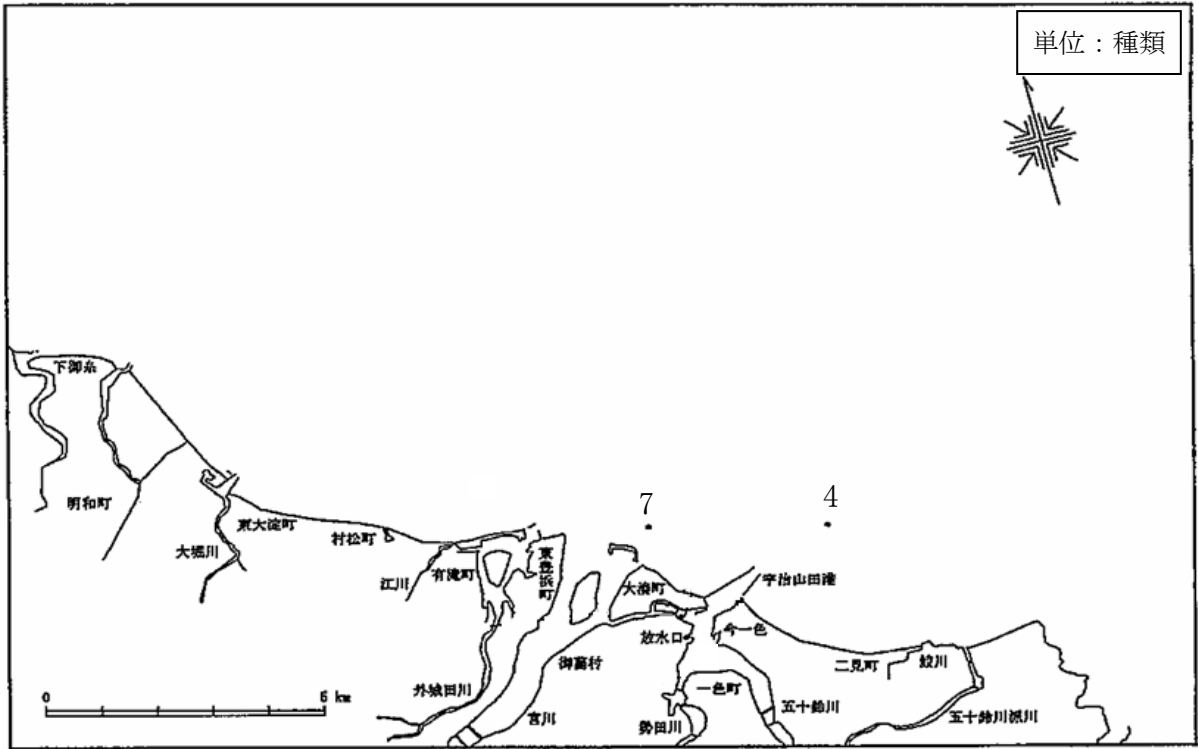 単位：種類
下御糸
明和町
東大淀町
大堀川
村松町
江川
有滝町
東豊浜町
7
4
大湊町
宇治山田港
放水口
今一色
御薗村
二見町
鮫川
外城田川
宮川
一色町
勢田川
五十鈴川
五十鈴川派川
0
6 km